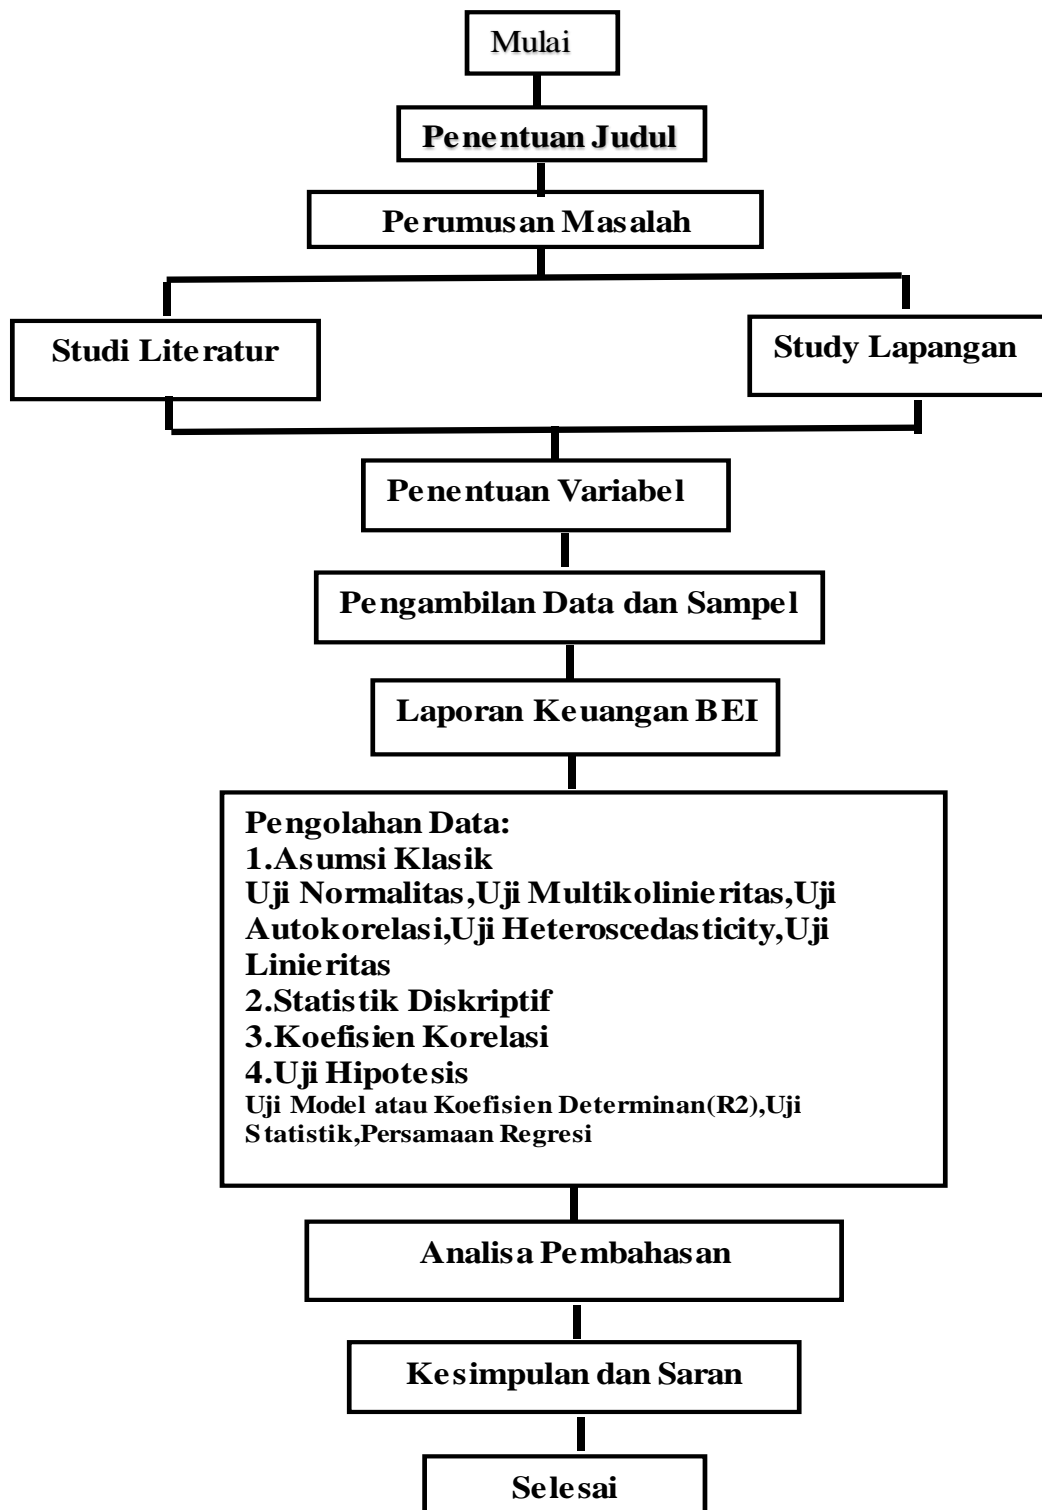 Mulai
Penentuan Judul
Perumusan Masalah
Studi Literatur
Study Lapangan
Penentuan Variabel
Pengambilan Data dan Sampel
Laporan Keuangan BEI
Pengolahan Data:
1.Asumsi Klasik
Uji Normalitas,Uji Multikolinieritas,Uji
Autokorelasi,Uji Heteroscedasticity,Uji
Linieritas
2.Statistik Diskriptif
3.Koefisien Korelasi
4.Uji Hipotesis
Uji Model atau Koefisien Determinan(R2),Uji
Statistik,Persamaan Regresi
Analisa Pembahasan
Kesimpulan dan Saran
Selesai